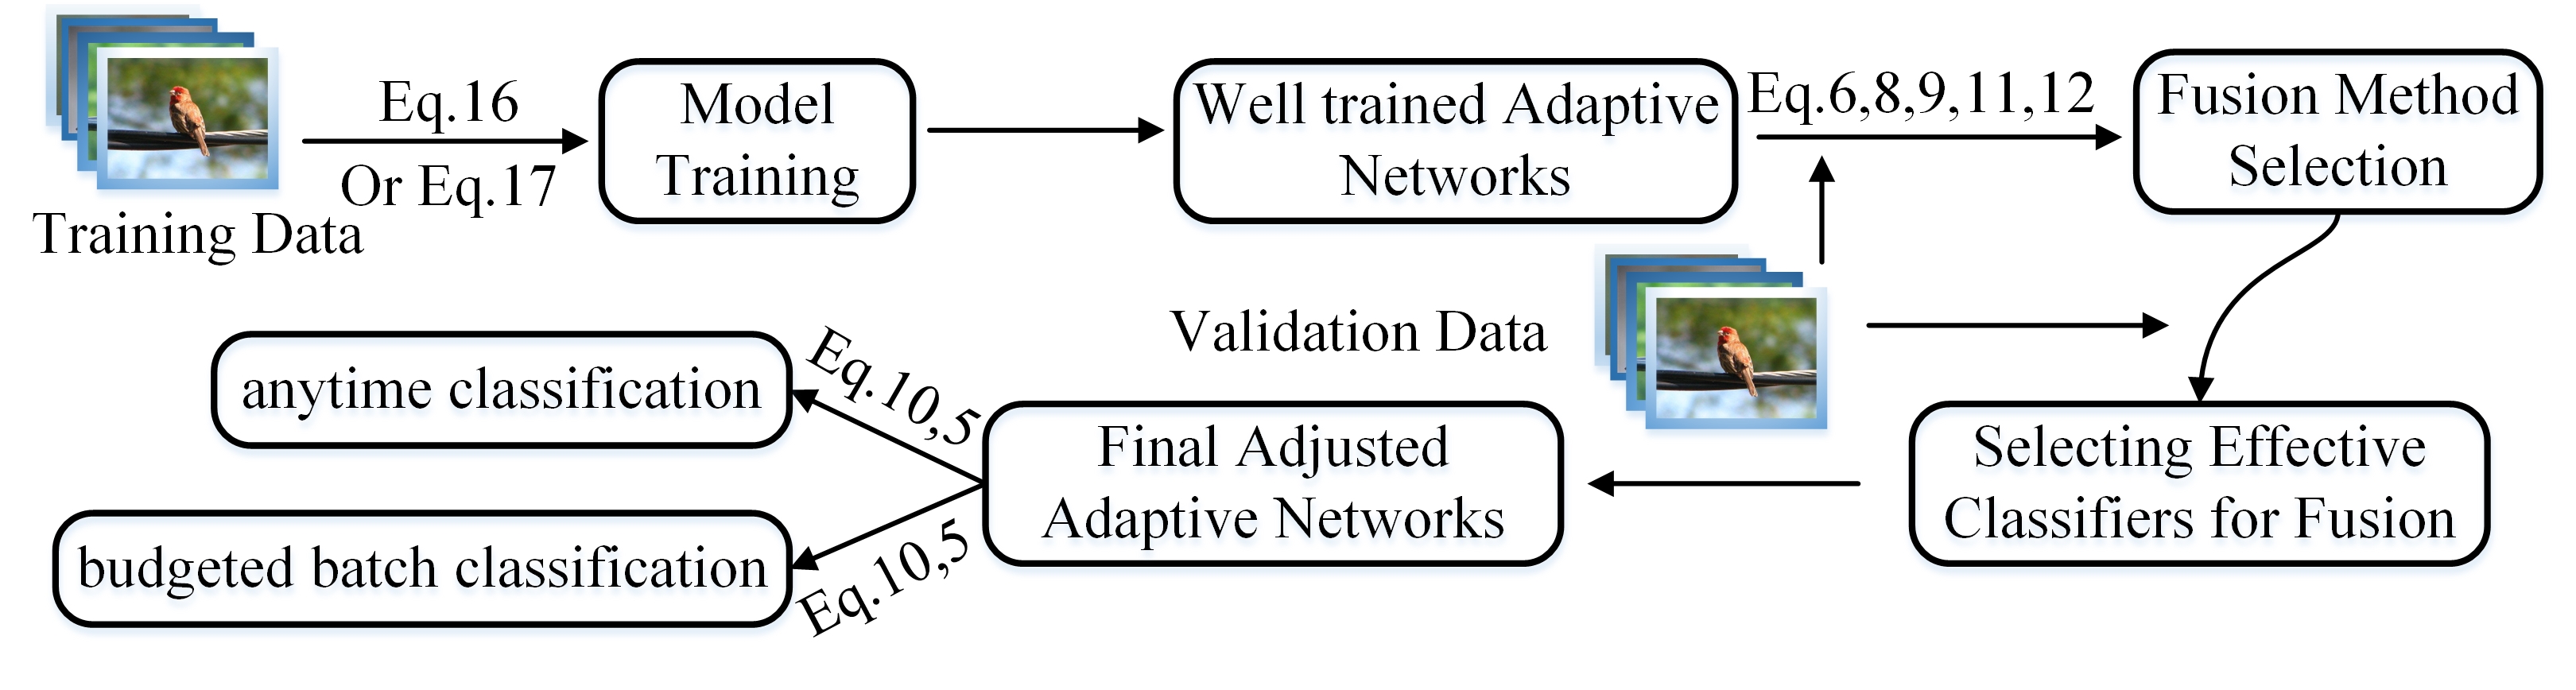 Training Data
Eq.16
Or Eq.17
Model
Training
Well trained Adaptive
Networks
Eq.6,8,9,11,12
Fusion Method
Selection
Validation Data
Selecting Effective
Classifiers for Fusion
Final Adjusted
Adaptive Networks
Eq.10,5
anytime classification
Eq.10,5
budgeted batch classification